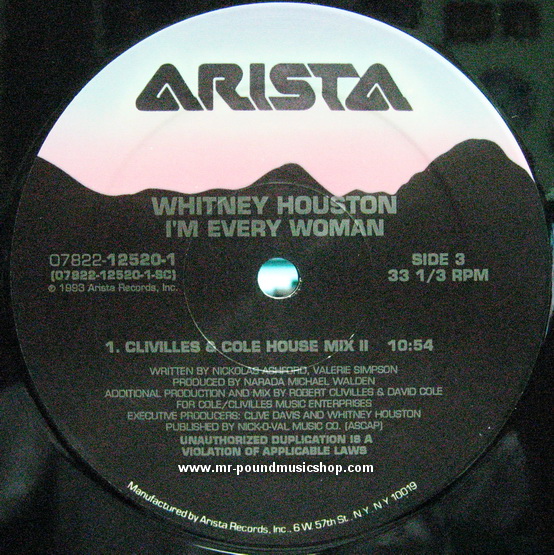 ARISTA
WHITNEY HOUSTON
I'M EVERY WOMAN
07822-12520-1
(07822-12520-1-SC)
© 1993 Arista Records, Inc.
SIDE 3
33 1/3 RPM
1. CLIVILLES & COLE HOUSE MIX II 10:54
WRITTEN BY NICKOLAS ASHFORD, VALERIE SIMPSON
PRODUCED BY NARADA MICHAEL WALDEN
ADDITIONAL PRODUCTION AND MIX BY ROBERT CLIVILLES & DAVID COLE
FOR COLE/CLIVILLES MUSIC ENTERPRISES
EXECUTIVE PRODUCERS: CLIVE DAVIS AND WHITNEY HOUSTON
PUBLISHED BY NICK-O-VAL MUSIC CO. (ASCAP)
UNAUTHORIZED DUPLICATION IS A
VIOLATION OF APPLICABLE LAWS
www.mr-poundmusicshop.com
Manufactured by Arista Records, Inc., 6 W. 57th St., N.Y., N.Y. 10019